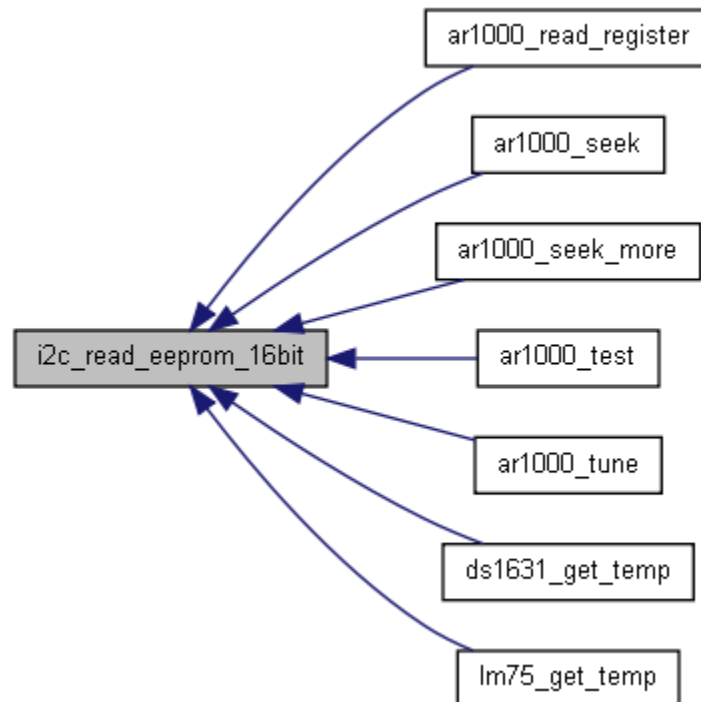 ar1000_read_register
ar1000_seek
ar1000_seek_more
i2c_read_eeprom_16bit
ar1000_test
ar1000_tune
ds1631_get_temp
lm75_get_temp